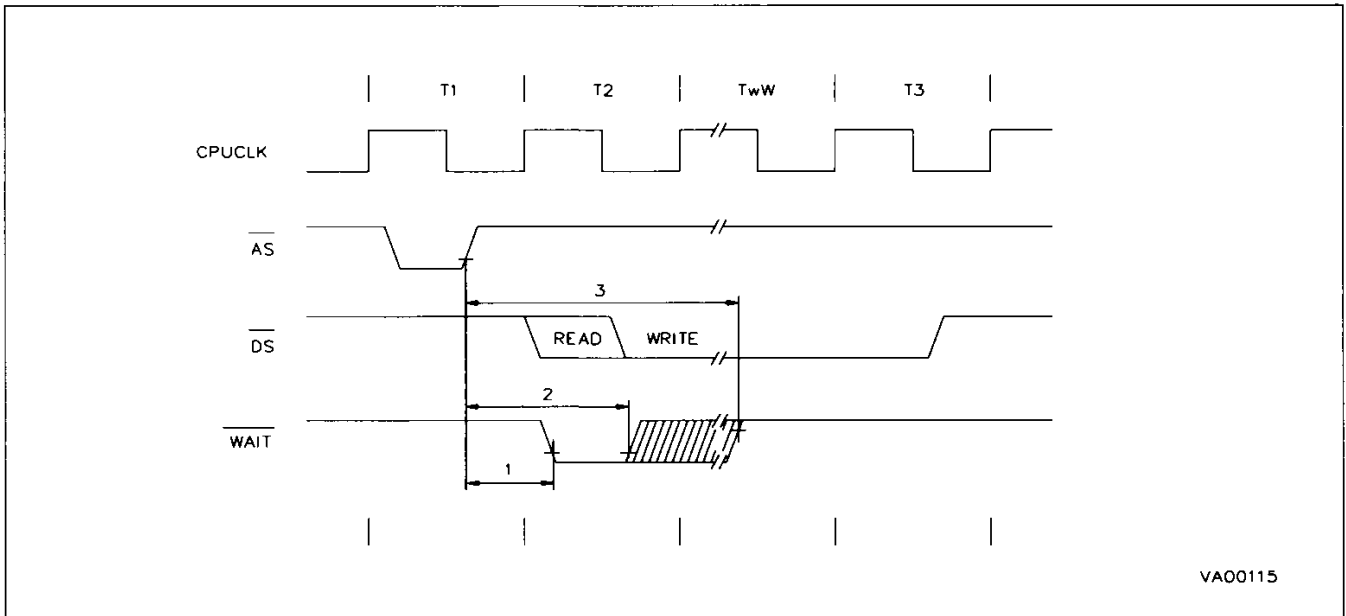 T1 T2 TwW T3
CPUCLK
AS
3
DS
READ WRITE
2
WAIT
1
VA00115